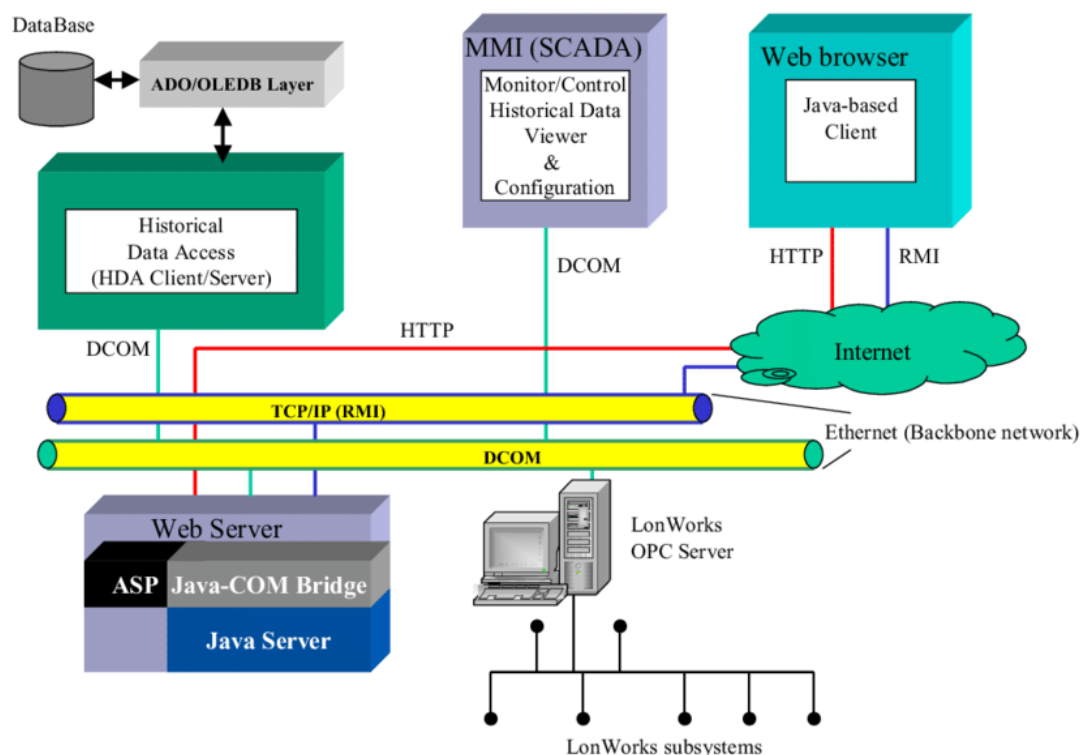 DataBase
ADO/OLEDB Layer
MMI (SCADA)
Monitor/Control
Historical Data
Viewer
&
Configuration
Web browser
Java-based
Client
Historical
Data Access
(HDA Client/Server)
DCOM
DCOM
HTTP
RMI
HTTP
Internet
TCP/IP (RMI)
Ethernet (Backbone network)
DCOM
Web Server
ASP
Java-COM Bridge
Java Server
LonWorks
OPC Server
LonWorks subsystems